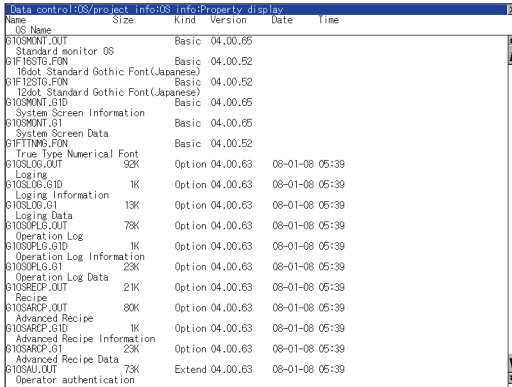 Data control:OS/project info:OS info:Property display
Name Size Kind Version Date Time
OS Name
G1OSMONT.OUT Basic 04.00.65
Standard monitor OS
G1F16STG.FON Basic 04.00.52
16dot Standard Gothic Font(Japanese)
G1F12STG.FON Basic 04.00.52
12dot Standard Gothic Font(Japanese)
G1OSMONT.G1D Basic 04.00.65
System Screen Information
G1OSMONT.G1 Basic 04.00.65
System Screen Data
G1FTTNMG.FON Basic 04.00.52
True Type Numerical Font
G1OSLOG.OUT 92K Option 04.00.63 08-01-08 05:39
Loging
G1OSLOG.G1D 1K Option 04.00.63 08-01-08 05:39
Loging Information
G1OSLOG.G1 13K Option 04.00.63 08-01-08 05:39
Loging Data
G1OSOPLG.OUT 78K Option 04.00.63 08-01-08 05:39
Operation Log
G1OSOPLG.G1D 1K Option 04.00.63 08-01-08 05:39
Operation Log Information
G1OSOPLG.G1 23K Option 04.00.63 08-01-08 05:39
Operation Log Data
G1OSRECP.OUT 21K Option 04.00.63 08-01-08 05:39
Recipe
G1OSARCP.OUT 80K Option 04.00.63 08-01-08 05:39
Advanced Recipe
G1OSARCP.G1D 1K Option 04.00.63 08-01-08 05:39
Advanced Recipe Information
G1OSARCP.G1 23K Option 04.00.63 08-01-08 05:39
Advanced Recipe Data
G1OSAU.OUT 73K Extend 04.00.63 08-01-08 05:39
Operator authentication